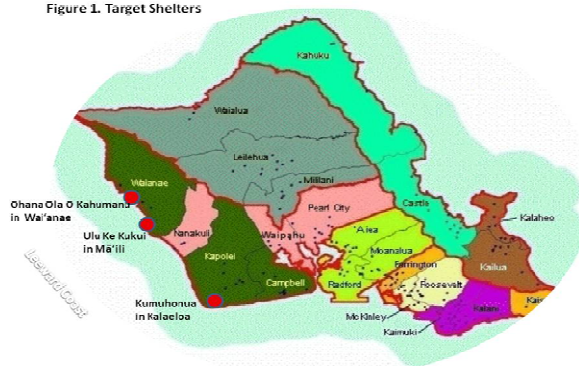 Figure 1. Target Shelters
Kahuku
Waialua
Leilehua
Mililani
Waianae
Ohana Ola O Kahumana
in Wai'anae
Ulu Ke Kukui
in Mā'ili
Nanakuli
Waipahu
Pearl City
Castle
Kalaheo
'Aiea
Moanalua
Kailua
Kapolei
Farrington
Campbell
Radford
Roosevelt
Kumuhonua
in Kalaeloa
McKinley
Kaimuki
Kalani
Leeward Coast